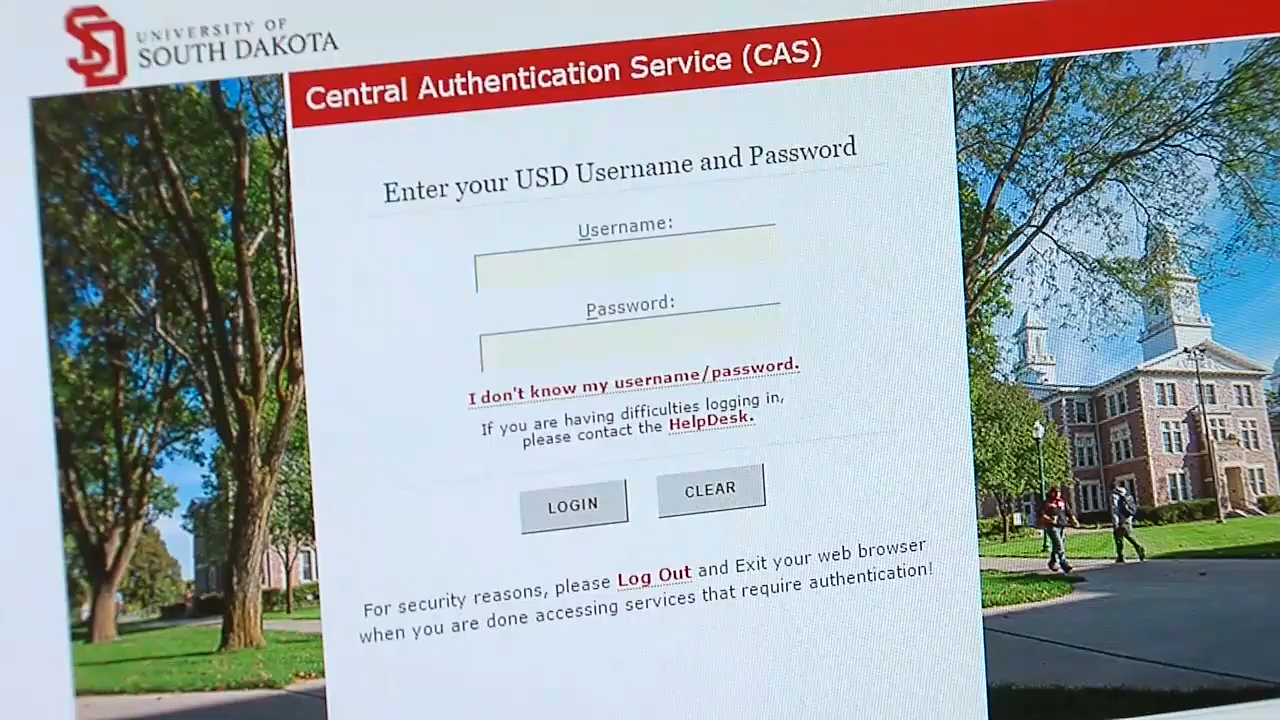 UNIVERSITY OF
SOUTH DAKOTA
Central Authentication Service (CAS)
Enter your USD Username and Password
Username:
Password:
I don't know my username/password.
If you are having difficulties logging in,
please contact the HelpDesk.
LOGIN
CLEAR
For security reasons, please Log Out and Exit your web browser
when you are done accessing services that require authentication!